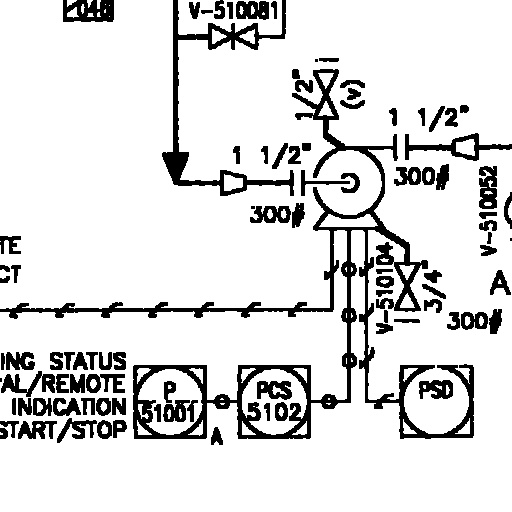 V-510081
1/2"
(v)
1 1/2"
1 1/2"
300#
300#
V-510052
V-510104
3/4"
300#
A
TE
CT
ING STATUS
AL/REMOTE
INDICATION
START/STOP
P
51001
A
PCS
5102
PSD